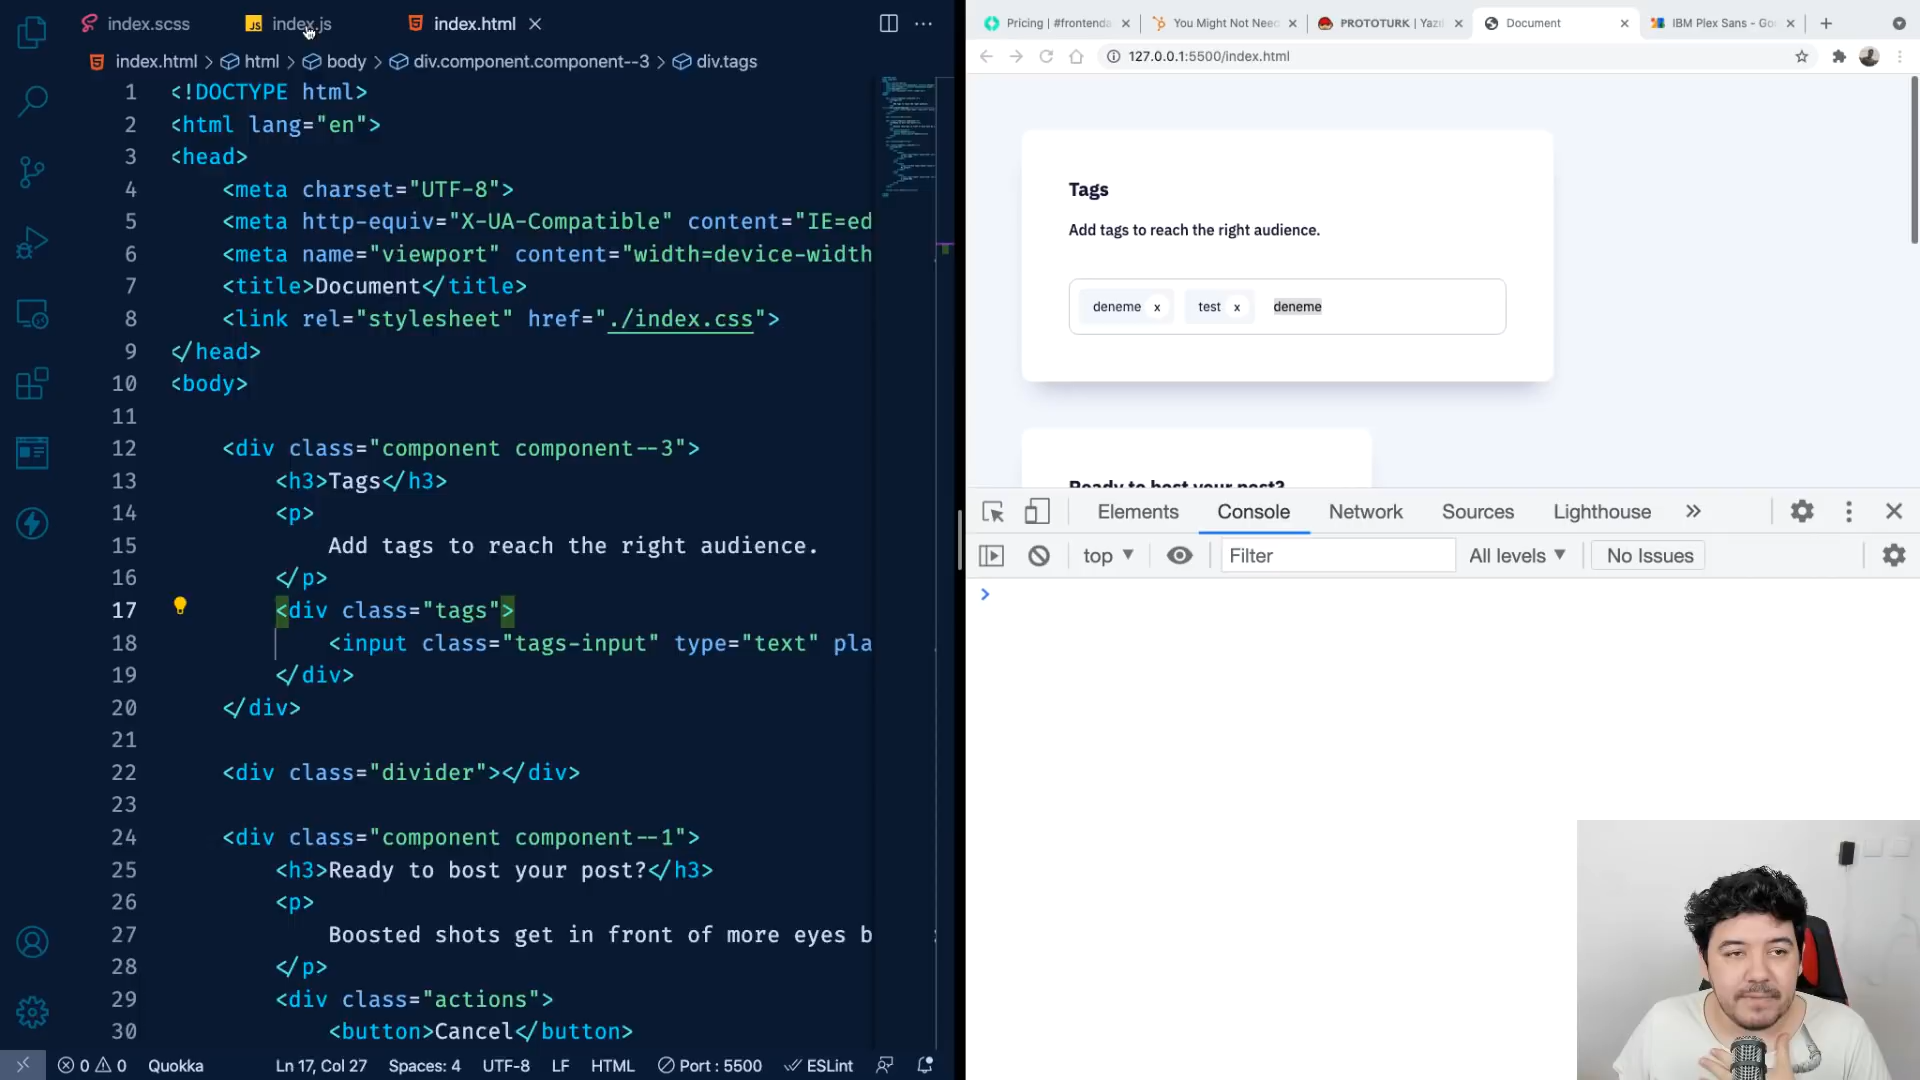 index.scss
JS index.js
index.html
index.html > html > body > div.component.component--3 > div.tags
1 <!DOCTYPE html>
2 <html lang="en">
3 <head>
4 <meta charset="UTF-8">
5 <meta http-equiv="X-UA-Compatible" content="IE=ed
6 <meta name="viewport" content="width=device-width
7 <title>Document</title>
8 <link rel="stylesheet" href="./index.css">
9 </head>
10 <body>
11
12 <div class="component component--3">
13 <h3>Tags</h3>
14 <p>
15 Add tags to reach the right audience.
16 </p>
17 <div class="tags">
18 <input class="tags-input" type="text" pla
19 </div>
20 </div>
21
22 <div class="divider"></div>
23
24 <div class="component component--1">
25 <h3>Ready to bost your post?</h3>
26 <p>
27 Boosted shots get in front of more eyes b
28 </p>
29 <div class="actions">
30 <button>Cancel</button>
0 0 Quokka Ln 17, Col 27 Spaces: 4 UTF-8 LF HTML Port : 5500 ESLint
Pricing | #frontenda
You Might Not Nee
PROTOTURK | Yazı
Document
IBM Plex Sans - Go
127.0.0.1:5500/index.html
Tags
Add tags to reach the right audience.
deneme x test x deneme
Ready to bost your post?
Elements Console Network Sources Lighthouse »
top Filter All levels No Issues
>